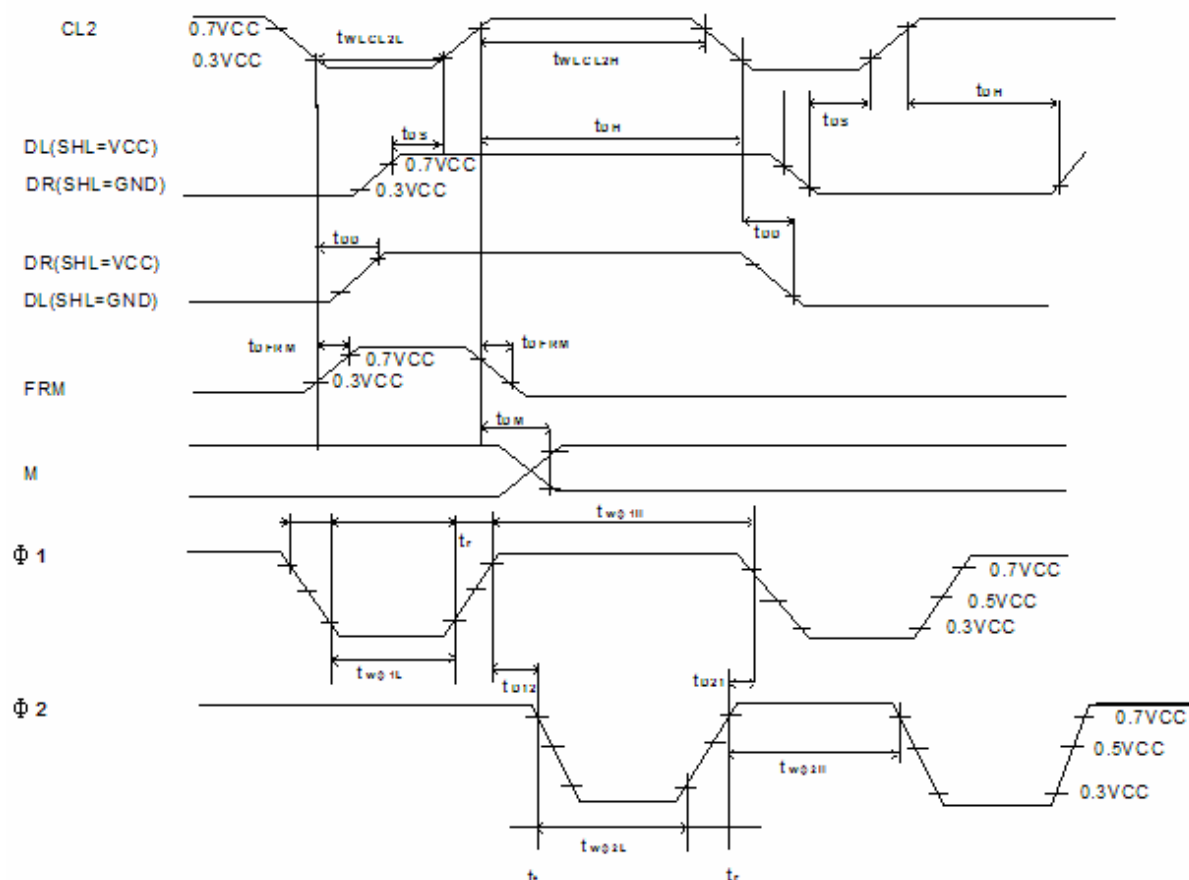 CL2
0.7VCC
0.3VCC
tWLCL2L
tWLCL2H
tDS
tDH
tDS
tDH
DL(SHL=VCC)
DR(SHL=GND)
0.7VCC
0.3VCC
tDD
tDD
DR(SHL=VCC)
DL(SHL=GND)
tDFRM
tDFRM
0.7VCC
0.3VCC
FRM
tDM
M
Φ1
tr
twϕ1H
0.7VCC
0.5VCC
0.3VCC
twϕ1L
tD12
tD21
Φ2
0.7VCC
0.5VCC
0.3VCC
twϕ2H
twϕ2L
tr